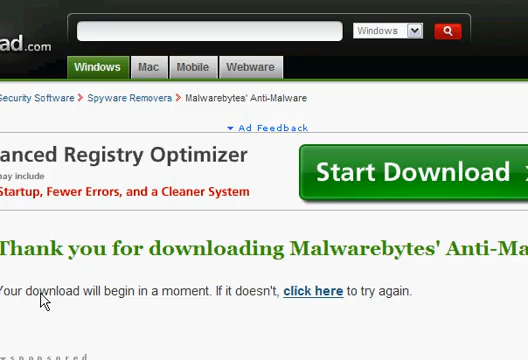 ad.com
Windows
Windows Mac Mobile Webware
Security Software > Spyware Removers > Malwarebytes' Anti-Malware
Ad Feedback
anced Registry Optimizer
may include
Startup, Fewer Errors, and a Cleaner System
Start Download
Thank you for downloading Malwarebytes' Anti-Ma
Your download will begin in a moment. If it doesn't, click here to try again.
sponsored